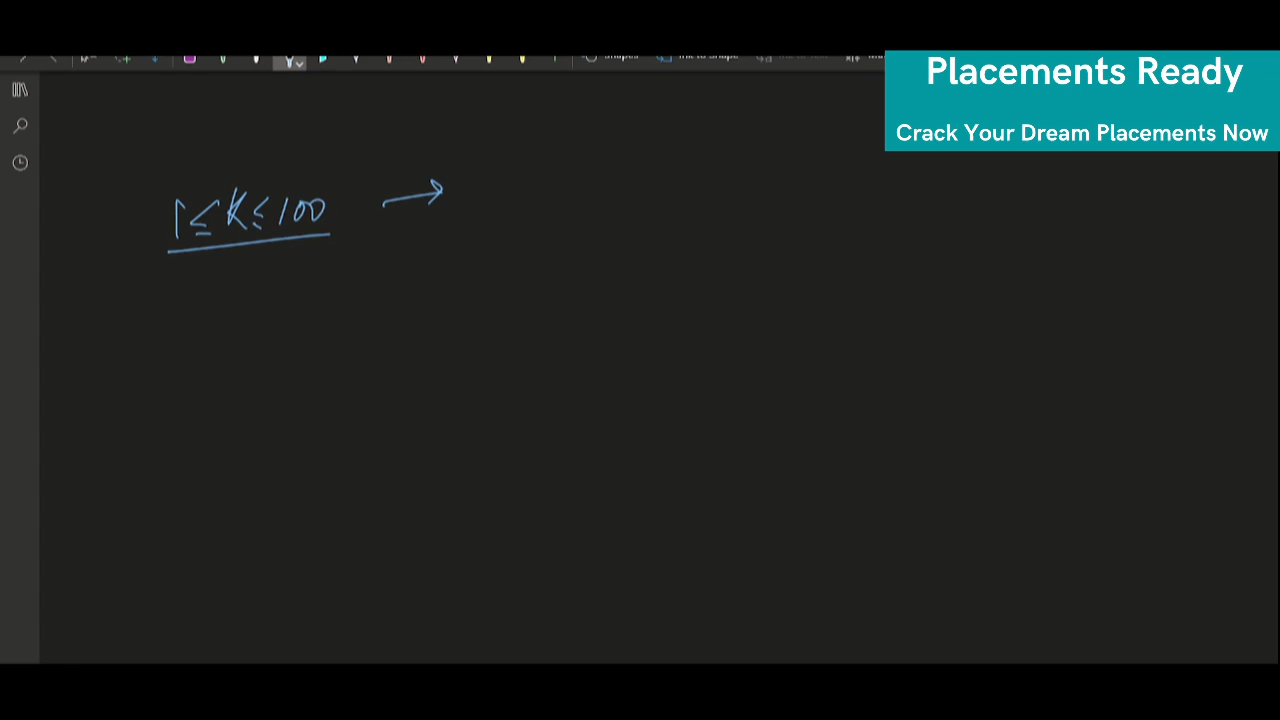 Placements Ready
Crack Your Dream Placements Now
1 ≤ K ≤ 100 →